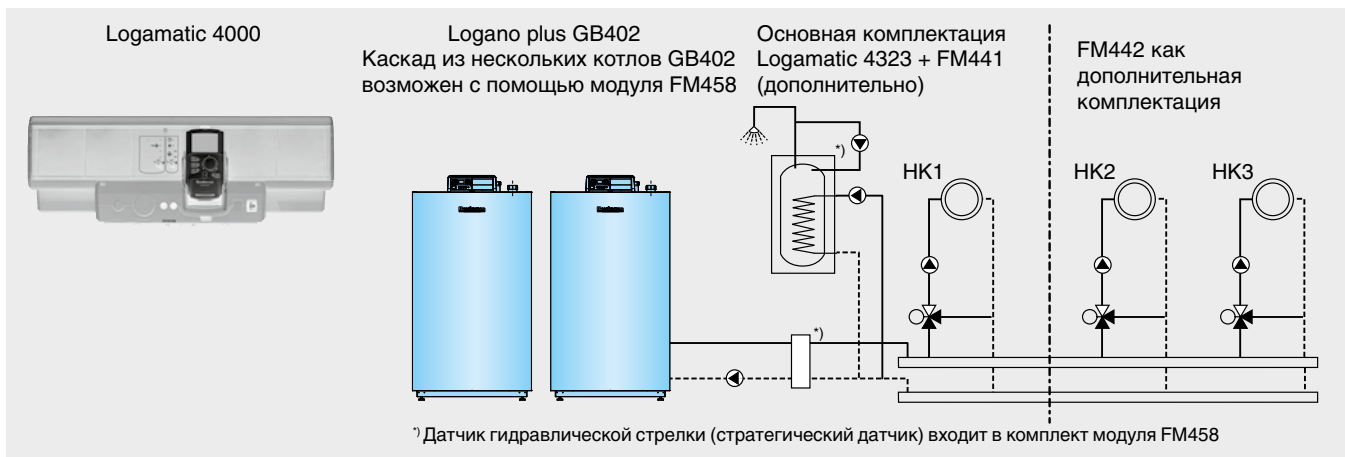 Logamatic 4000
Logano plus GB402
Каскад из нескольких котлов GB402
возможен с помощью модуля FM458
Основная комплектация
Logamatic 4323 + FM441
(дополнительно)
FM442 как
дополнительная
комплектация
*)
HK1
HK2
HK3
*)
*) Датчик гидравлической стрелки (стратегический датчик) входит в комплект модуля FM458